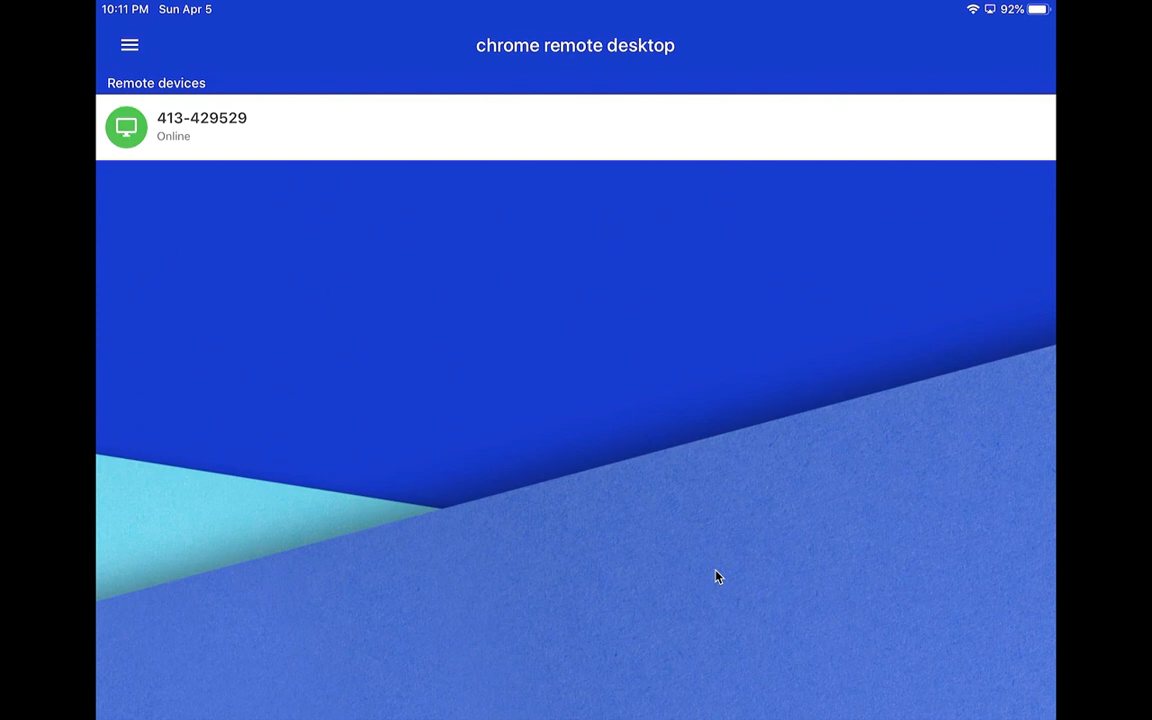 10:11 PM Sun Apr 5
92%
chrome remote desktop
Remote devices
413-429529
Online